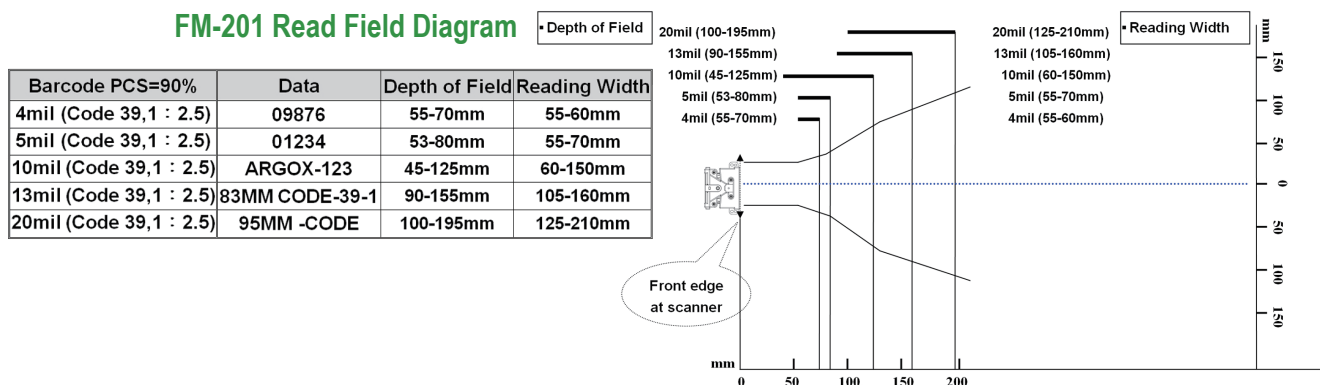 FM-201 Read Field Diagram
▪ Depth of Field
Barcode PCS=90% Data Depth of Field Reading Width
4mil (Code 39,1：2.5) 09876 55-70mm 55-60mm
5mil (Code 39,1：2.5) 01234 53-80mm 55-70mm
10mil (Code 39,1：2.5) ARGOX-123 45-125mm 60-150mm
13mil (Code 39,1：2.5) 83MM CODE-39-1 90-155mm 105-160mm
20mil (Code 39,1：2.5) 95MM -CODE 100-195mm 125-210mm
20mil (100-195mm)
13mil (90-155mm)
10mil (45-125mm)
5mil (53-80mm)
4mil (55-70mm)
20mil (125-210mm)
13mil (105-160mm)
10mil (60-150mm)
5mil (55-70mm)
4mil (55-60mm)
▪ Reading Width
mm
150
100
50
0
50
100
150
Front edge
at scanner
mm
0 50 100 150 200